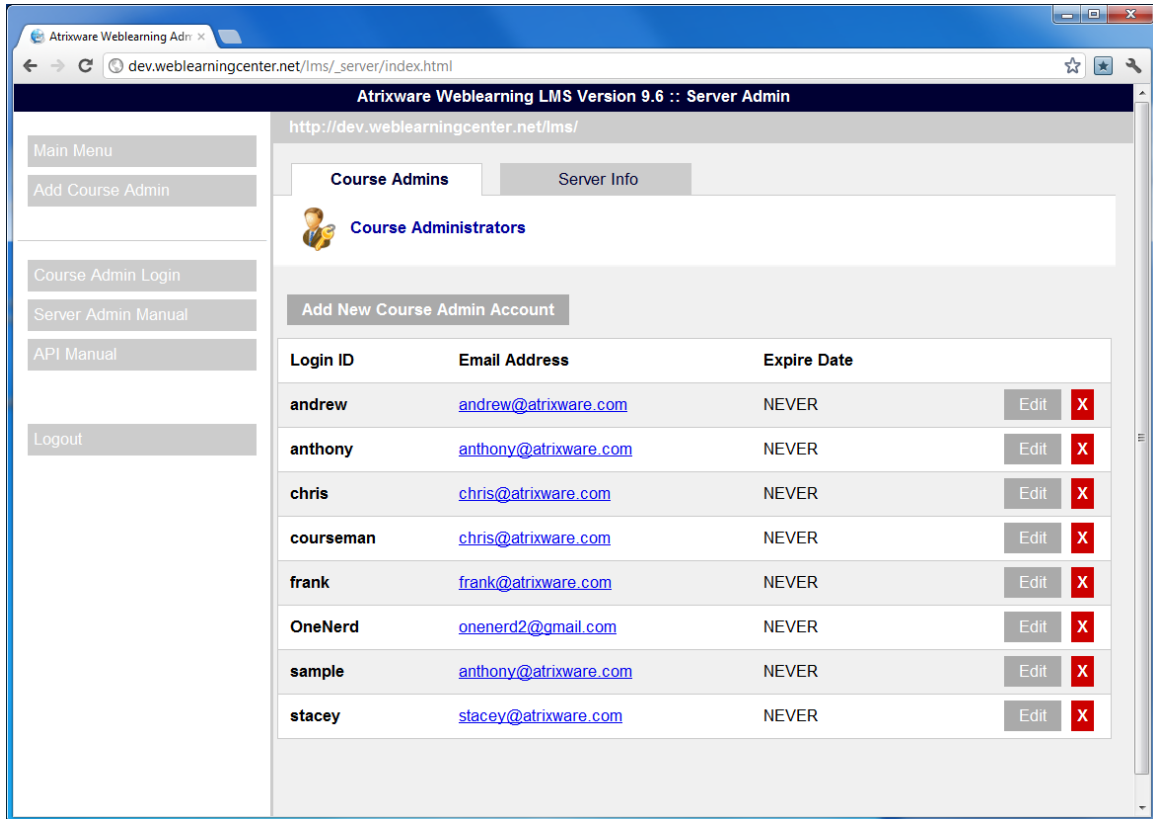 Atrixware Weblearning Adm
dev.weblearningcenter.net/lms/_server/index.html
Atrixware Weblearning LMS Version 9.6 :: Server Admin
http://dev.weblearningcenter.net/lms/
Main Menu
Add Course Admin
Course Admin Login
Server Admin Manual
API Manual
Logout
Course Admins Server Info
Course Administrators
Add New Course Admin Account
Login ID Email Address Expire Date
andrew andrew@atrixware.com NEVER Edit X
anthony anthony@atrixware.com NEVER Edit X
chris chris@atrixware.com NEVER Edit X
courseman chris@atrixware.com NEVER Edit X
frank frank@atrixware.com NEVER Edit X
OneNerd onenerd2@gmail.com NEVER Edit X
sample anthony@atrixware.com NEVER Edit X
stacey stacey@atrixware.com NEVER Edit X